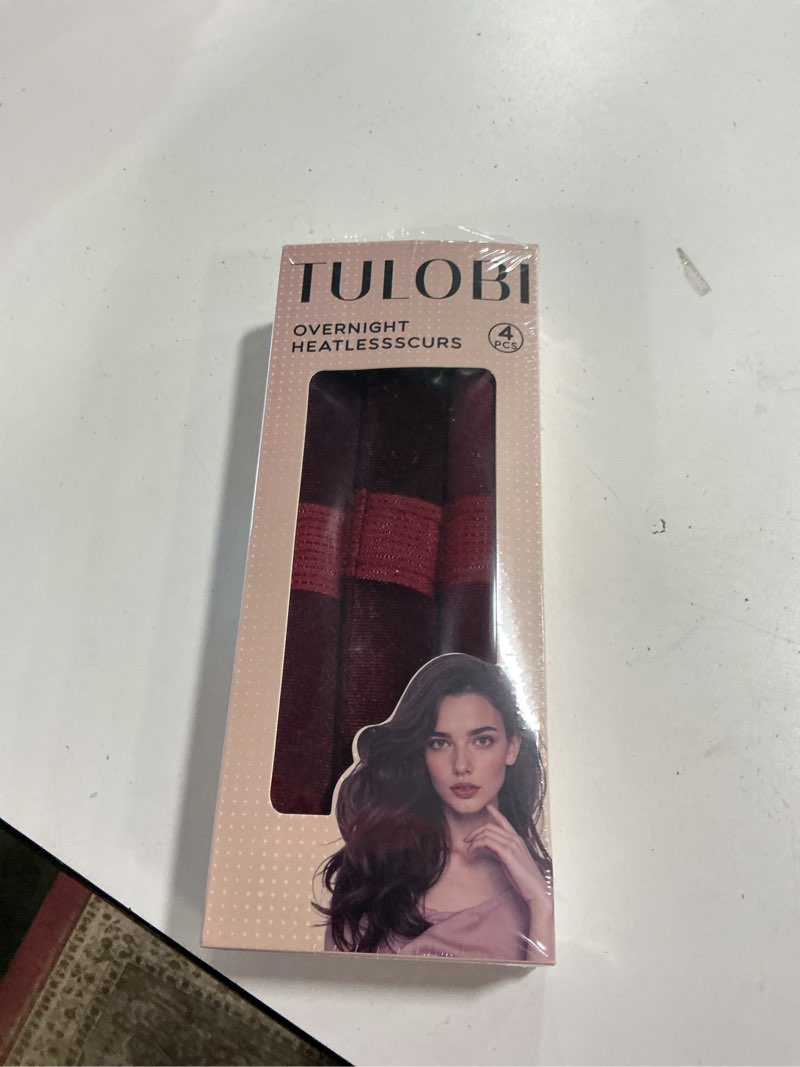 TULOBI
OVERNIGHT
HEATLESSSCURS
4
PCS